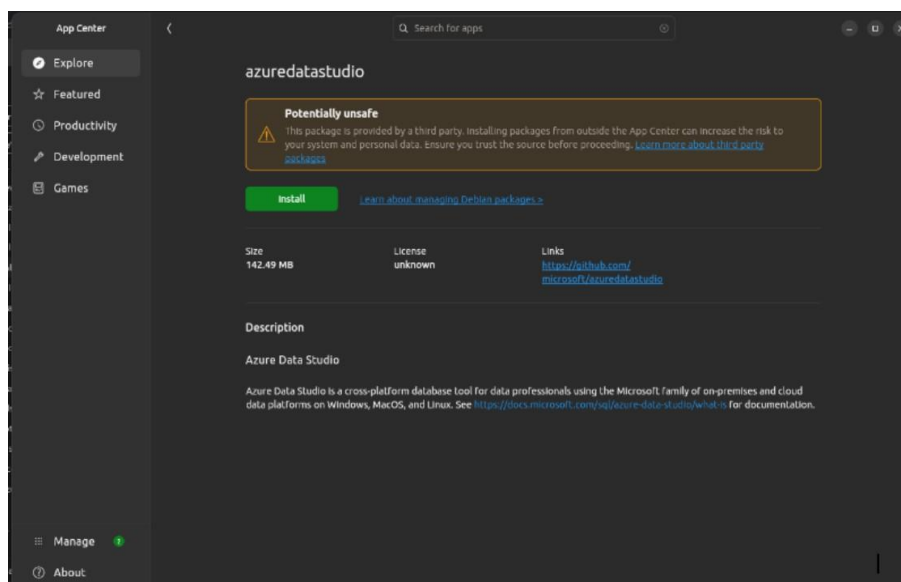 App Center
Search for apps
Explore
Featured
Productivity
Development
Games
azuredatastudio
Potentially unsafe
This package is provided by a third party. Installing packages from outside the App Center can increase the risk to
your system and personal data. Ensure you trust the source before proceeding. Learn more about third party
packages
Install
Learn about managing Debian packages >
Size
License
Links
142.49 MB
unknown
https://github.com/
microsoft/azuredatastudio
Description
Azure Data Studio
Azure Data Studio is a cross-platform database tool for data professionals using the Microsoft family of on-premises and cloud
data platforms on Windows, MacOS, and Linux. See https://docs.microsoft.com/sql/azure-data-studio/what-is for documentation.
Manage
About